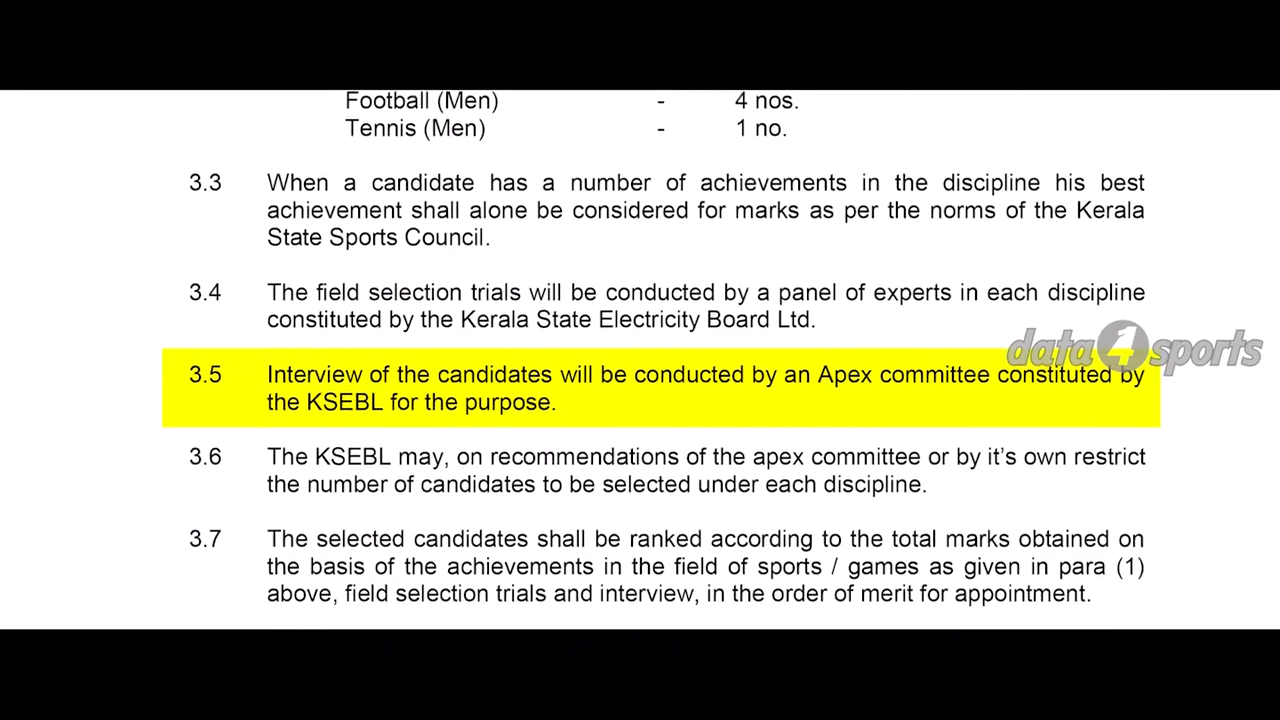 Football (Men) - 4 nos.
Tennis (Men) - 1 no.
3.3 When a candidate has a number of achievements in the discipline his best
achievement shall alone be considered for marks as per the norms of the Kerala
State Sports Council.
3.4 The field selection trials will be conducted by a panel of experts in each discipline
constituted by the Kerala State Electricity Board Ltd.
data4sports
3.5 Interview of the candidates will be conducted by an Apex committee constituted by
the KSEBL for the purpose.
3.6 The KSEBL may, on recommendations of the apex committee or by it's own restrict
the number of candidates to be selected under each discipline.
3.7 The selected candidates shall be ranked according to the total marks obtained on
the basis of the achievements in the field of sports / games as given in para (1)
above, field selection trials and interview, in the order of merit for appointment.